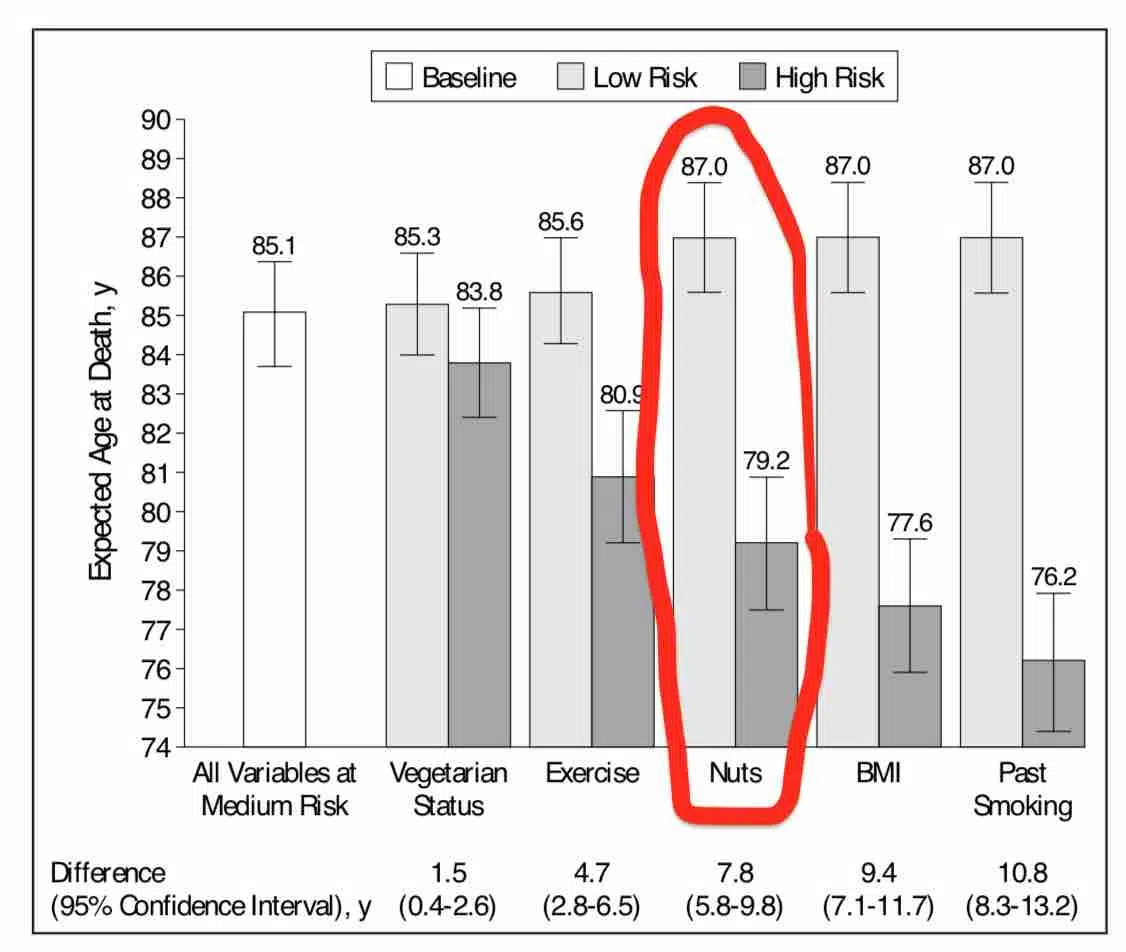 Baseline Low Risk High Risk
90
89
88
87
86
85
84
83
82
81
80
79
78
77
76
75
74
Expected Age at Death, y
85.1
85.3
83.8
85.6
80.9
87.0
79.2
87.0
77.6
87.0
76.2
All Variables at
Medium Risk
Vegetarian
Status
Exercise
Nuts
BMI
Past
Smoking
Difference 1.5 4.7 7.8 9.4 10.8
(95% Confidence Interval), y (0.4-2.6) (2.8-6.5) (5.8-9.8) (7.1-11.7) (8.3-13.2)